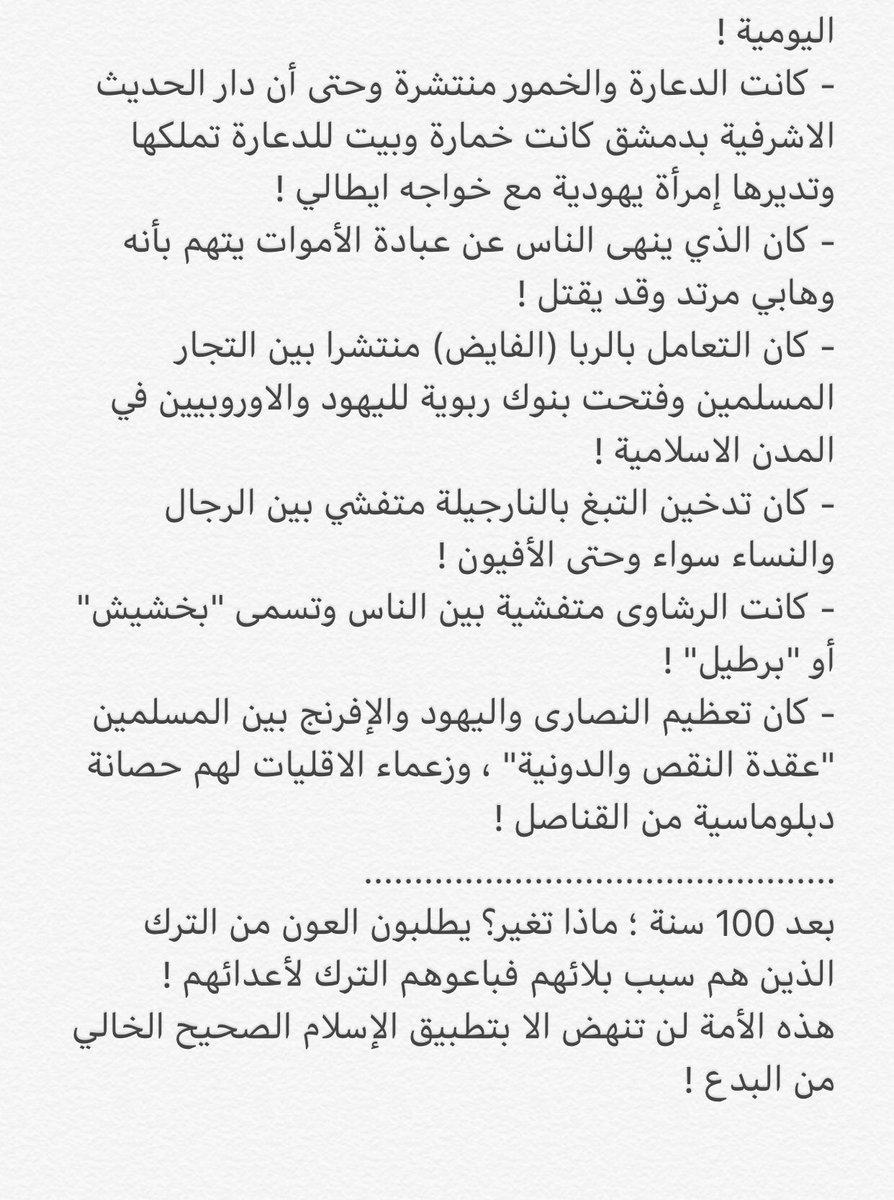 اليومية !
- كانت الدعارة والخمور منتشرة وحتى أن دار الحديث
الاشرفية بدمشق كانت خمارة وبيت للدعارة تملكها
وتديرها إمرأة يهودية مع خواجه ايطالي !
- كان الذي ينهى الناس عن عبادة الأموات يتهم بأنه
وهابي مرتد وقد يقتل !
- كان التعامل بالربا (الفايض) منتشرا بين التجار
المسلمين وفتحت بنوك ربوية لليهود والاوروبيين في
المدن الاسلامية !
- كان تدخين التبغ بالنارجيلة متفشي بين الرجال
والنساء سواء وحتى الأفيون !
- كانت الرشاوى متفشية بين الناس وتسمى "بخشيش"
أو "برطيل" !
- كان تعظيم النصارى واليهود والإفرنج بين المسلمين
"عقدة النقص والدونية" ، وزعماء الاقليات لهم حصانة
دبلوماسية من القناصل !
...............................................
بعد 100 سنة ؛ ماذا تغير؟ يطلبون العون من الترك
الذين هم سبب بلائهم فباعوهم الترك لأعدائهم !
هذه الأمة لن تنهض الا بتطبيق الإسلام الصحيح الخالي
من البدع !